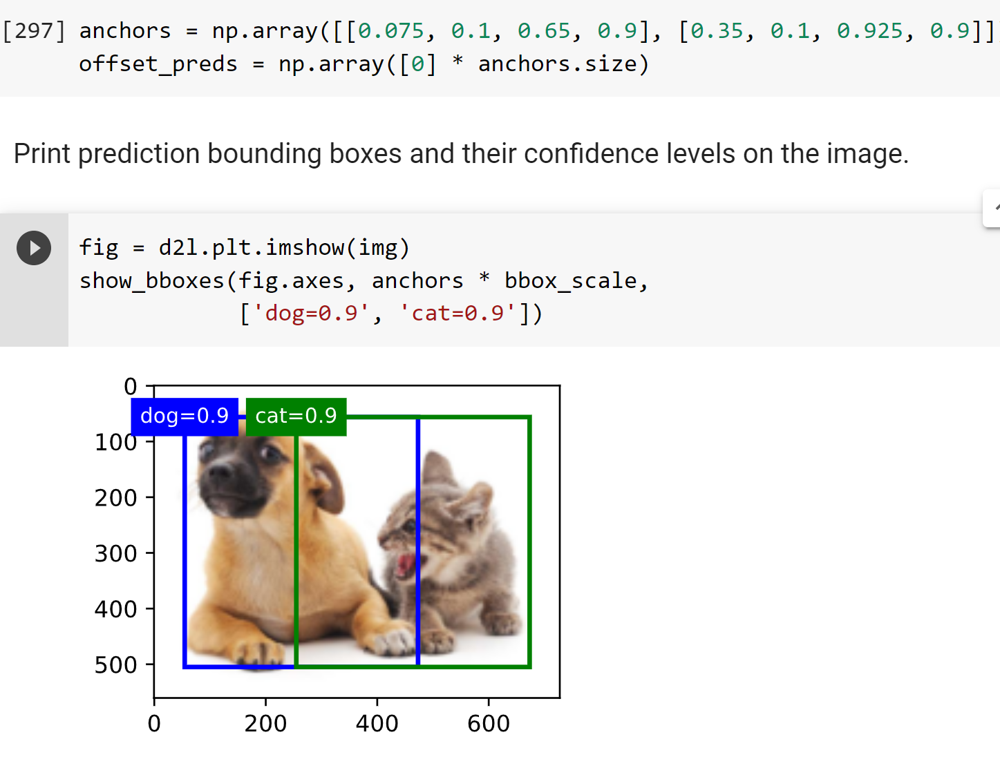 [297] anchors = np.array([[0.075, 0.1, 0.65, 0.9], [0.35, 0.1, 0.925, 0.9]]
offset_preds = np.array([0] * anchors.size)
Print prediction bounding boxes and their confidence levels on the image.
fig = d2l.plt.imshow(img)
show_bboxes(fig.axes, anchors * bbox_scale,
['dog=0.9', 'cat=0.9'])
0
dog=0.9 cat=0.9
100
200
300
400
500
0 200 400 600